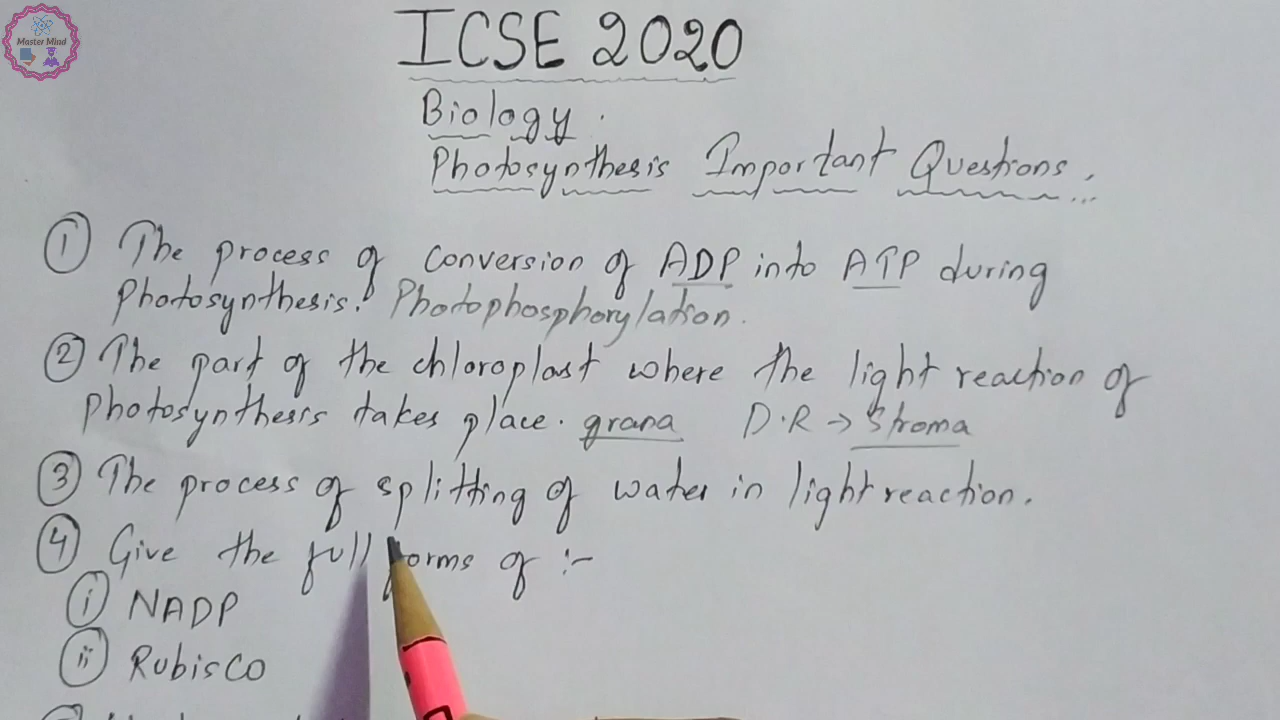 Master Mind
ICSE 2020
Biology.
Photosynthesis Important Questions...
① The process of conversion of ADP into ATP during
Photosynthesis. Photophosphorylation.
② The part of the chloroplast where the light reaction of
Photosynthesis takes place. grana D.R → Stroma
③ The process of splitting of water in light reaction.
④ Give the full forms of :-
ⓘ NADP
ⓘⓘ RubisCO